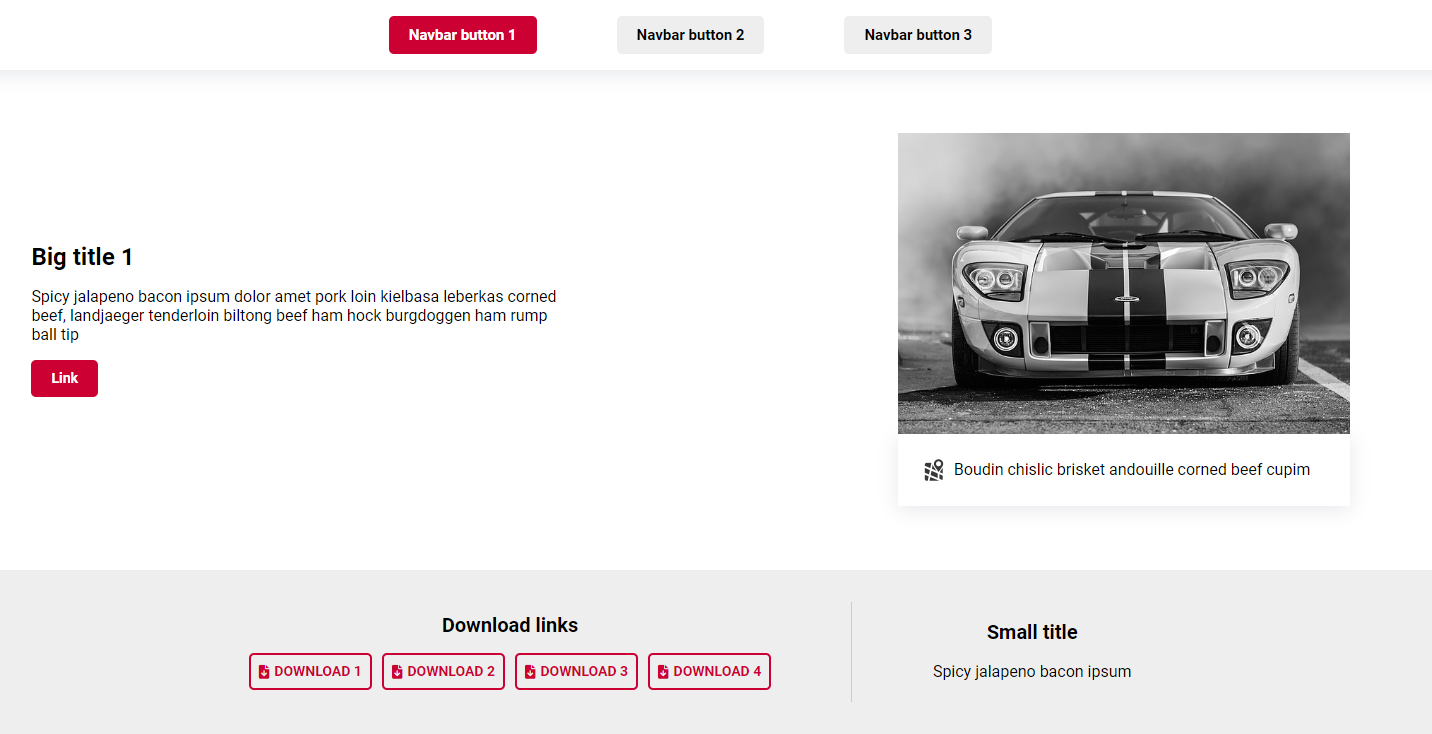 Navbar button 1
Navbar button 2
Navbar button 3
Big title 1
Spicy jalapeno bacon ipsum dolor amet pork loin kielbasa leberkas corned
beef, landjaeger tenderloin biltong beef ham hock burgdoggen ham rump
ball tip
Link
Boudin chislic brisket andouille corned beef cupim
Download links
DOWNLOAD 1
DOWNLOAD 2
DOWNLOAD 3
DOWNLOAD 4
Small title
Spicy jalapeno bacon ipsum